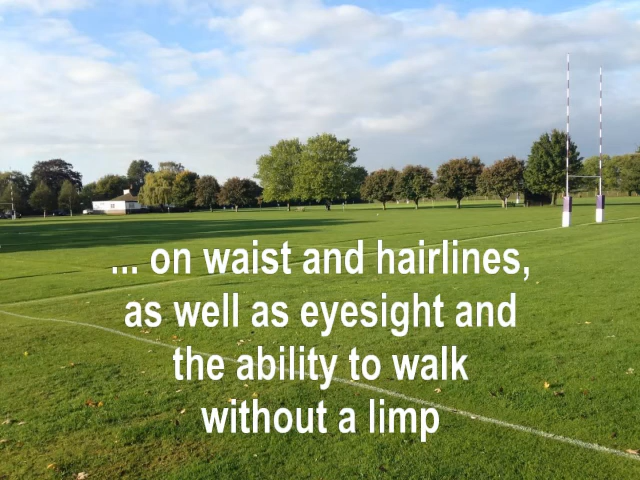 ... on waist and hairlines,
as well as eyesight and
the ability to walk
without a limp